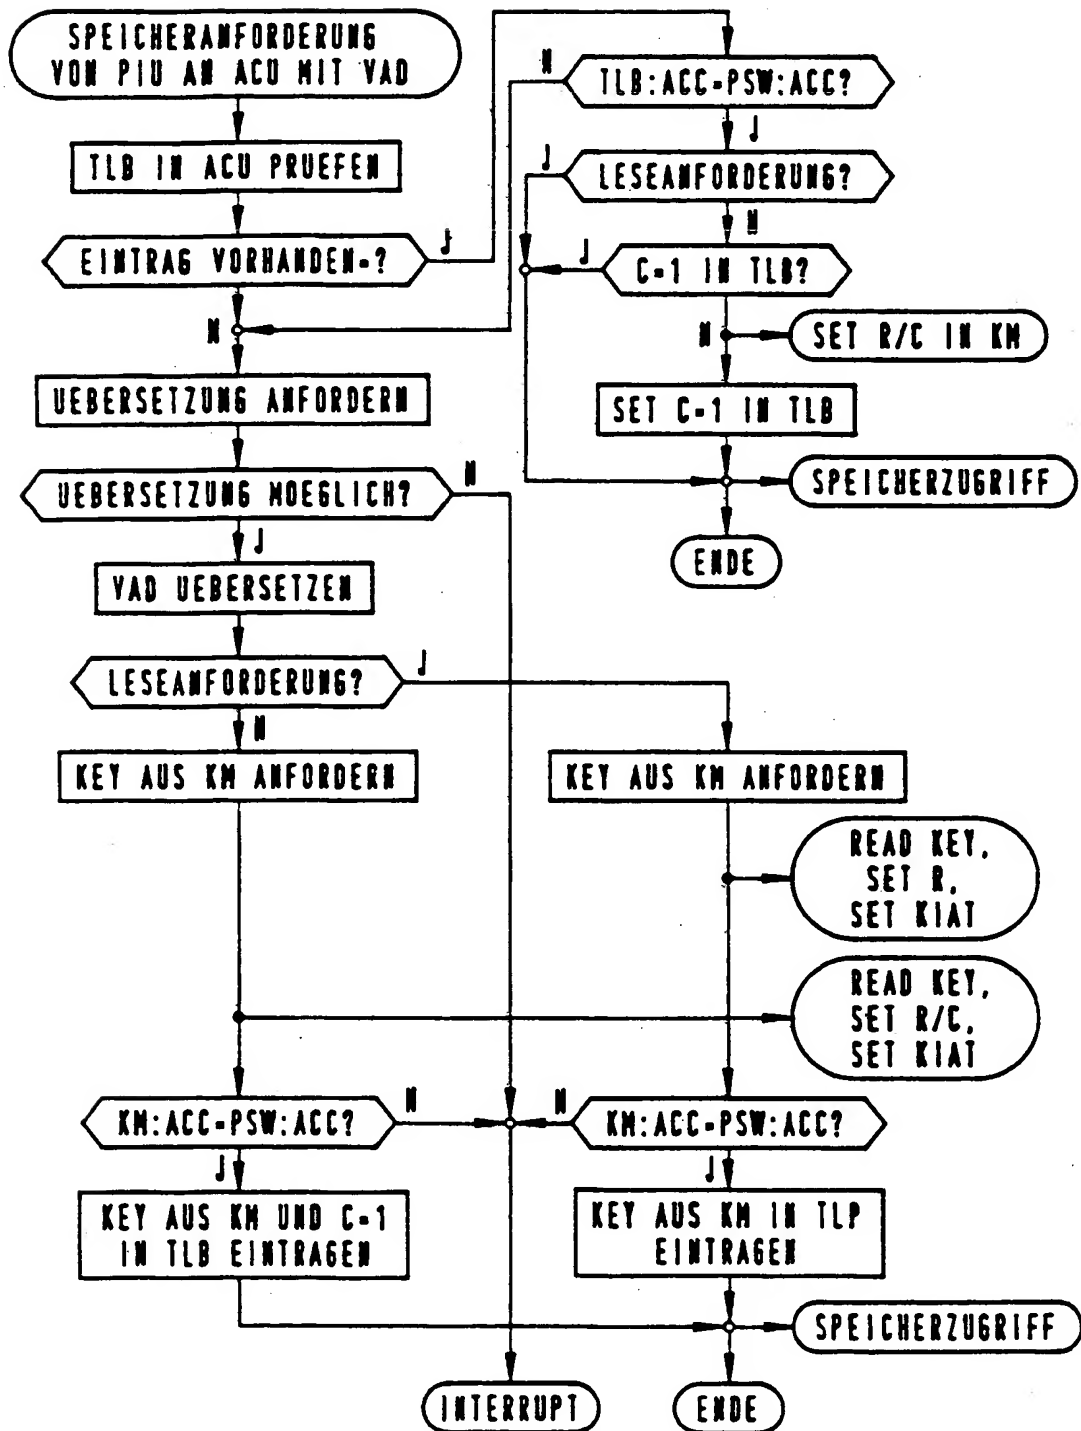 SPEICHERANFORDERUNG
VON PIU AN ACU MIT VAD
TLB IN ACU PRUEFEN
EINTRAG VORHANDEN=?
J
N
UEBERSETZUNG ANFORDERN
UEBERSETZUNG MOEGLICH?
N
J
VAD UEBERSETZEN
LESEANFORDERUNG?
J
N
KEY AUS KM ANFORDERN
KM:ACC=PSW:ACC?
N
J
KEY AUS KM UND C=1
IN TLB EINTRAGEN
INTERRUPT
TLB:ACC=PSW:ACC?
N
J
LESEANFORDERUNG?
J
N
C=1 IN TLB?
J
N
SET R/C IN KM
SET C=1 IN TLB
SPEICHERZUGRIFF
ENDE
KEY AUS KM ANFORDERN
READ KEY,
SET R,
SET KIAT
READ KEY,
SET R/C,
SET KIAT
KM:ACC=PSW:ACC?
N
J
KEY AUS KM IN TLP
EINTRAGEN
SPEICHERZUGRIFF
ENDE